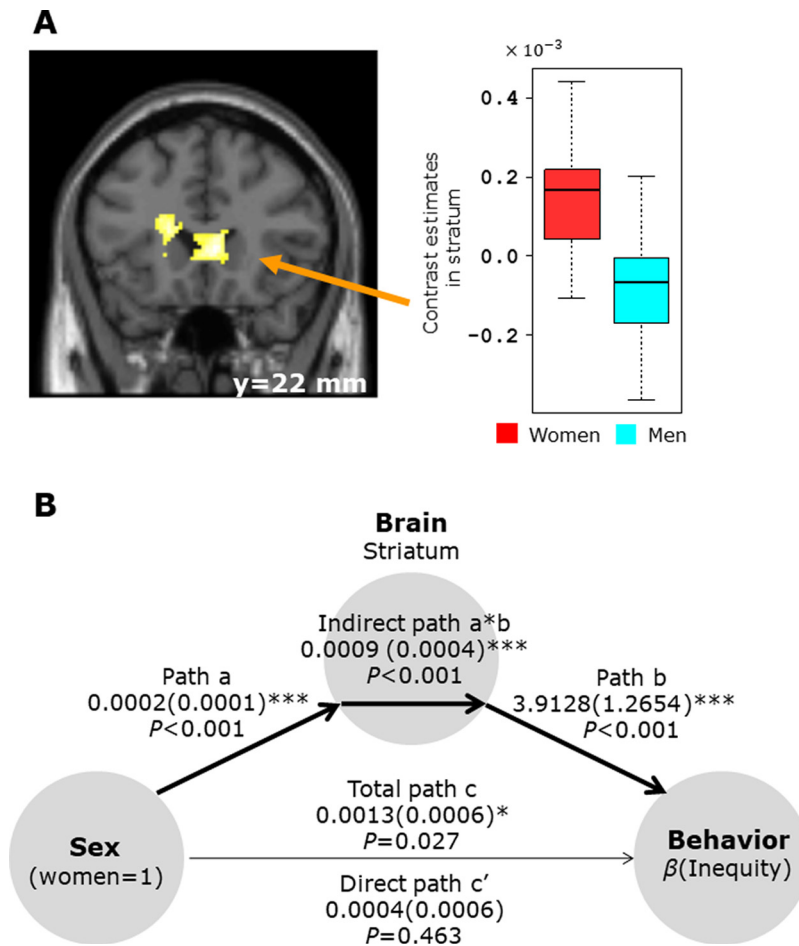 A
y=22 mm
× 10⁻³
0.4
0.2
0.0
−0.2
Contrast estimates
in stratum
Women
Men
B
Brain
Striatum
Indirect path a*b
0.0009 (0.0004)***
P<0.001
Path a
0.0002(0.0001)***
P<0.001
Path b
3.9128(1.2654)***
P<0.001
Total path c
0.0013(0.0006)*
P=0.027
Sex
(women=1)
Behavior
β(Inequity)
Direct path c’
0.0004(0.0006)
P=0.463